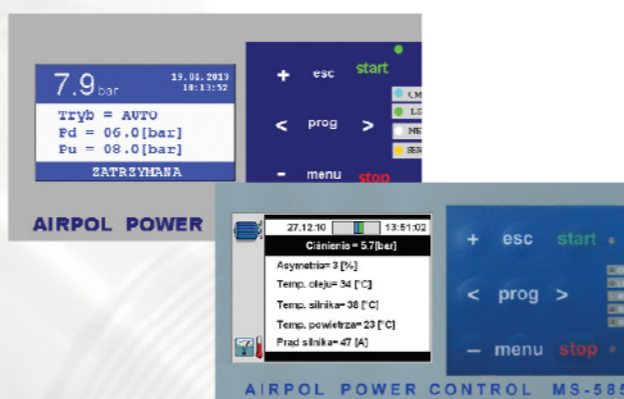 7.9 bar
19.04.2013
10:13:52
Tryb = AUTO
Pd = 06.0[bar]
Pu = 08.0[bar]
ZATRZYMANA
+ esc start
< prog >
- menu stop
AIRPOL POWER
27.12.10 13:51:02
Ciśnienie = 5.7[bar]
Asymetria= 3 [%]
Temp. oleju= 34 [°C]
Temp. silnika= 38 [°C]
Temp. powietrza= 23 [°C]
Prąd silnika= 47 [A]
+ esc start
< prog >
- menu stop
AIRPOL POWER CONTROL MS-585